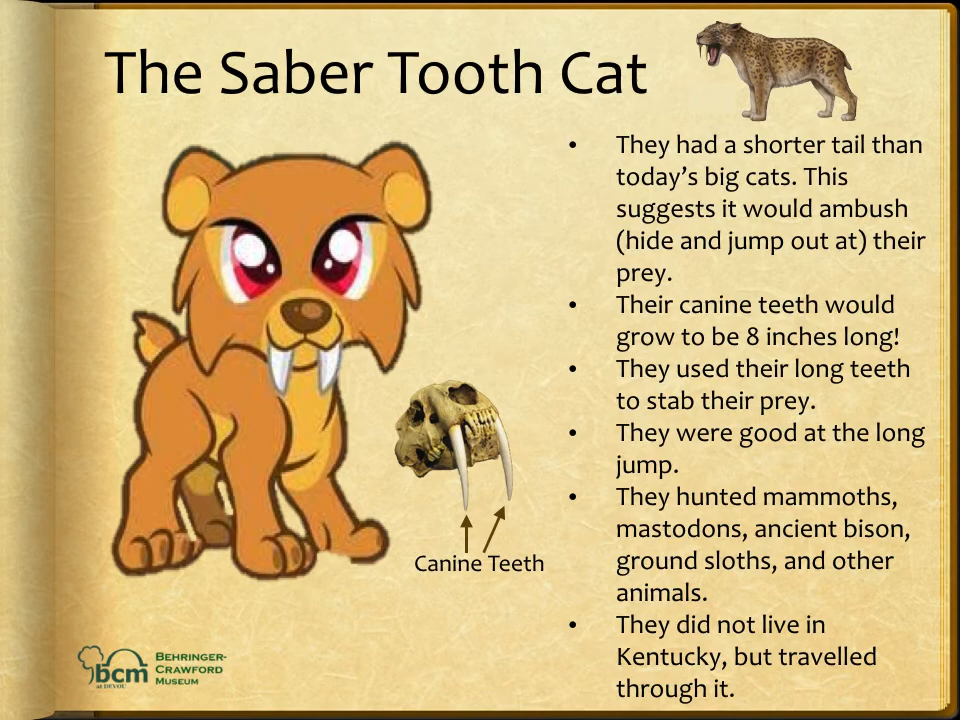 The Saber Tooth Cat
• They had a shorter tail than
today’s big cats. This
suggests it would ambush
(hide and jump out at) their
prey.
• Their canine teeth would
grow to be 8 inches long!
• They used their long teeth
to stab their prey.
• They were good at the long
jump.
• They hunted mammoths,
mastodons, ancient bison,
ground sloths, and other
animals.
• They did not live in
Kentucky, but travelled
through it.
Canine Teeth
bcm
at DEVOU
BEHRINGER-
CRAWFORD
MUSEUM